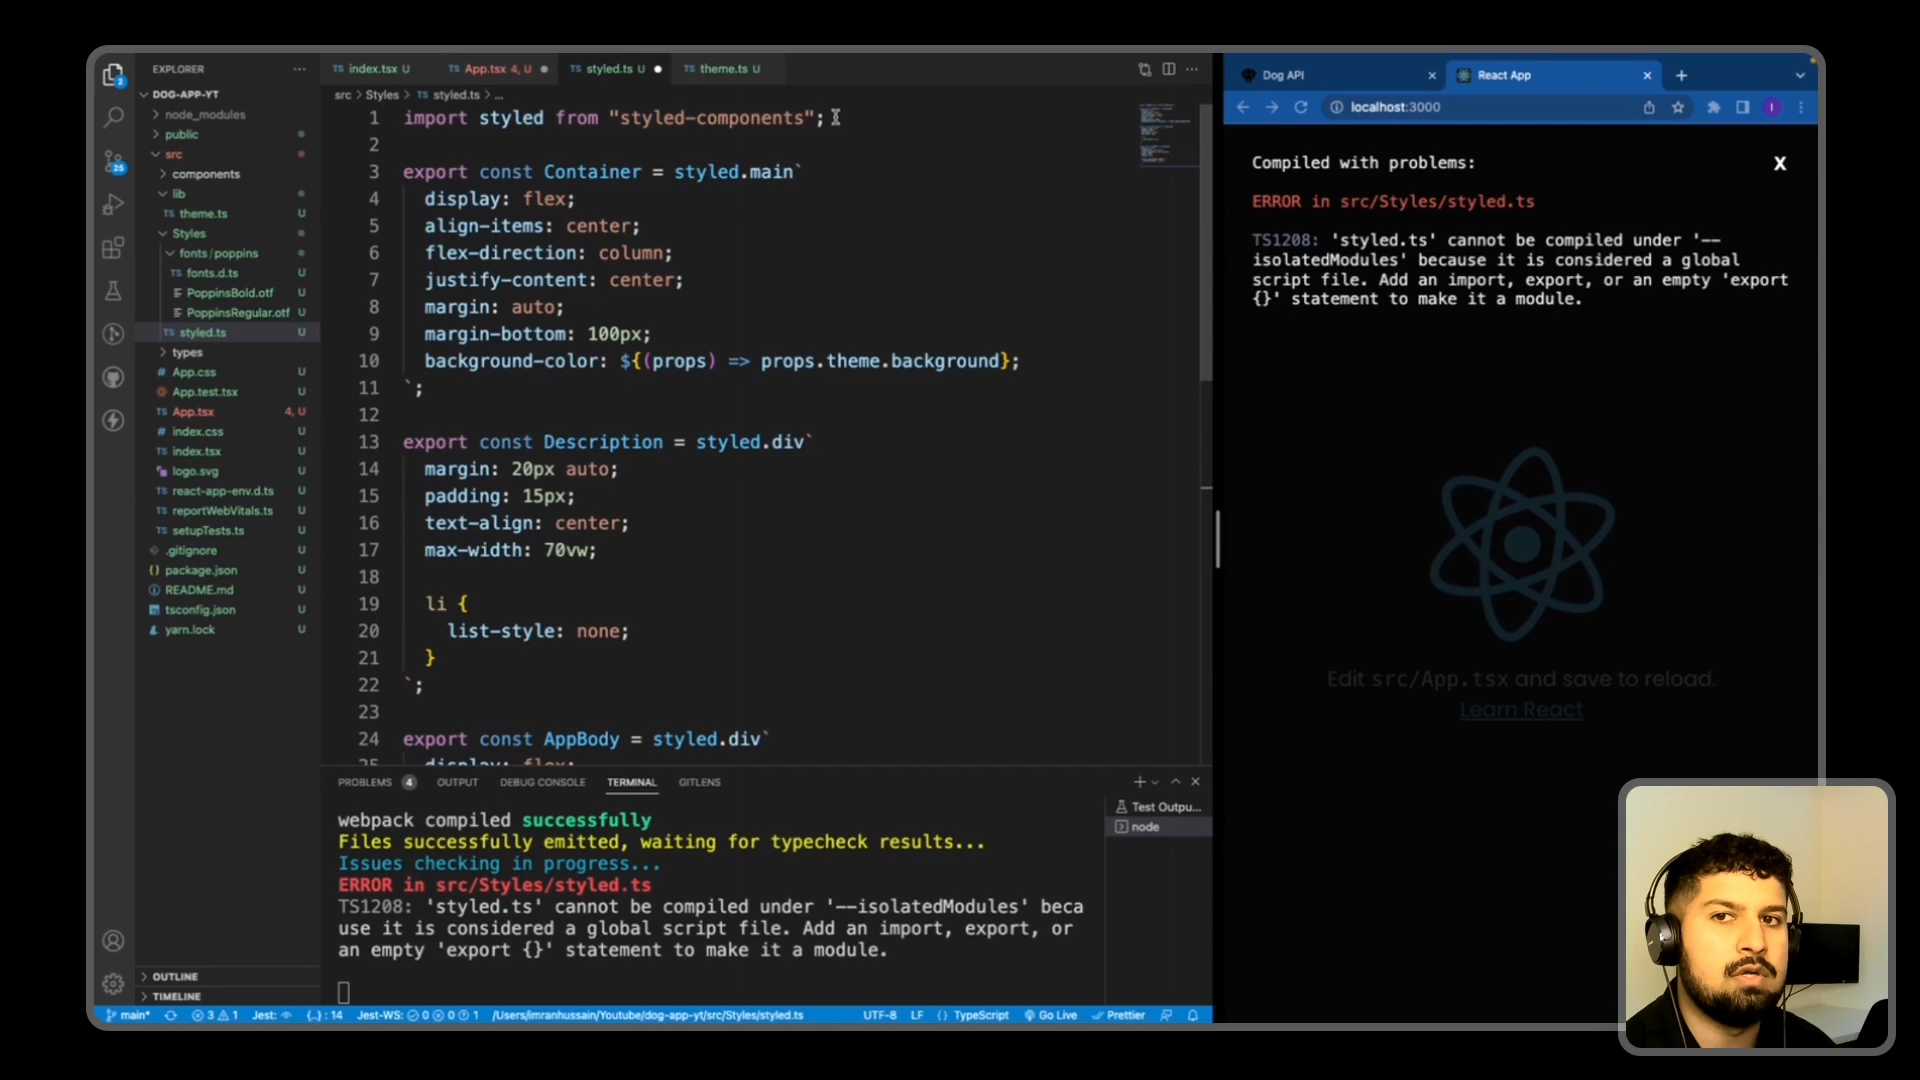 EXPLORER
DOG-APP-YT
node_modules
public
src
components
lib
theme.ts U
Styles
fonts/poppins
fonts.d.ts U
PoppinsBold.otf U
PoppinsRegular.otf U
styled.ts U
types
App.css U
App.test.tsx U
App.tsx 4, U
index.css U
index.tsx U
logo.svg U
react-app-env.d.ts U
reportWebVitals.ts U
setupTests.ts U
.gitignore U
package.json U
README.md U
tsconfig.json U
yarn.lock U
OUTLINE
TIMELINE
TS index.tsx U TS App.tsx 4, U TS styled.ts U TS theme.ts U
src > Styles > TS styled.ts > ...
1 import styled from "styled-components";
2
3 export const Container = styled.main`
4 display: flex;
5 align-items: center;
6 flex-direction: column;
7 justify-content: center;
8 margin: auto;
9 margin-bottom: 100px;
10 background-color: ${(props) => props.theme.background};
11 `;
12
13 export const Description = styled.div`
14 margin: 20px auto;
15 padding: 15px;
16 text-align: center;
17 max-width: 70vw;
18
19 li {
20 list-style: none;
21 }
22 `;
23
24 export const AppBody = styled.div`
25 display: flex;
PROBLEMS 4 OUTPUT DEBUG CONSOLE TERMINAL GITLENS
webpack compiled successfully
Files successfully emitted, waiting for typecheck results...
Issues checking in progress...
ERROR in src/Styles/styled.ts
TS1208: 'styled.ts' cannot be compiled under '--isolatedModules' beca
use it is considered a global script file. Add an import, export, or
an empty 'export {}' statement to make it a module.
Test Outpu...
node
main* 3 1 Jest: {..} : 14 Jest-WS: 0 0 1 /Users/imranhussain/Youtube/dog-app-yt/src/Styles/styled.ts UTF-8 LF {} TypeScript Go Live Prettier
Dog API React App
localhost:3000
Compiled with problems: X
ERROR in src/Styles/styled.ts
TS1208: 'styled.ts' cannot be compiled under '--
isolatedModules' because it is considered a global
script file. Add an import, export, or an empty 'export
{}' statement to make it a module.
Edit src/App.tsx and save to reload.
Learn React